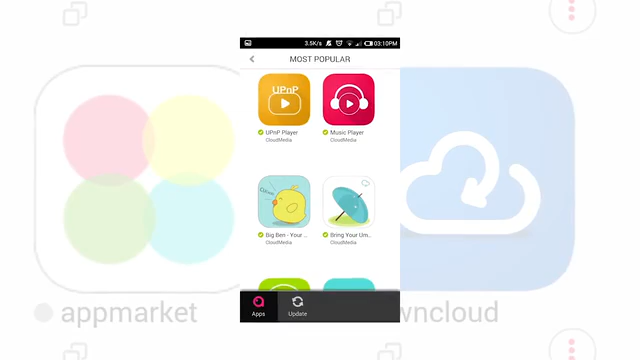 3.5K/s 03:10PM
MOST POPULAR
UPnP
UPnP Player
CloudMedia
Music Player
CloudMedia
Big Ben - Your ...
CloudMedia
Bring Your Um..
CloudMedia
appmarket
wncloud
Apps
Update